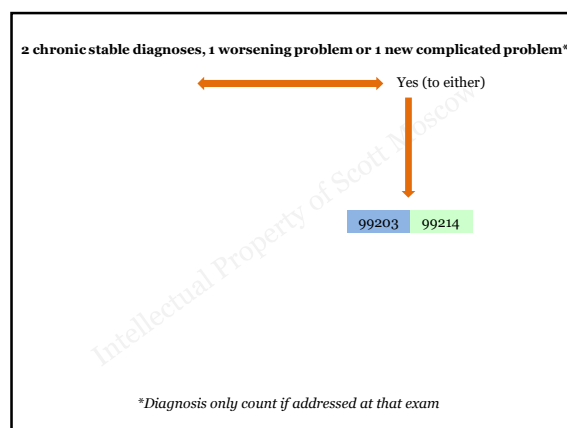 2 chronic stable diagnoses, 1 worsening problem or 1 new complicated problem*
Yes (to either)
Intellectual Property of Scott Moscow
99203 99214
*Diagnosis only count if addressed at that exam